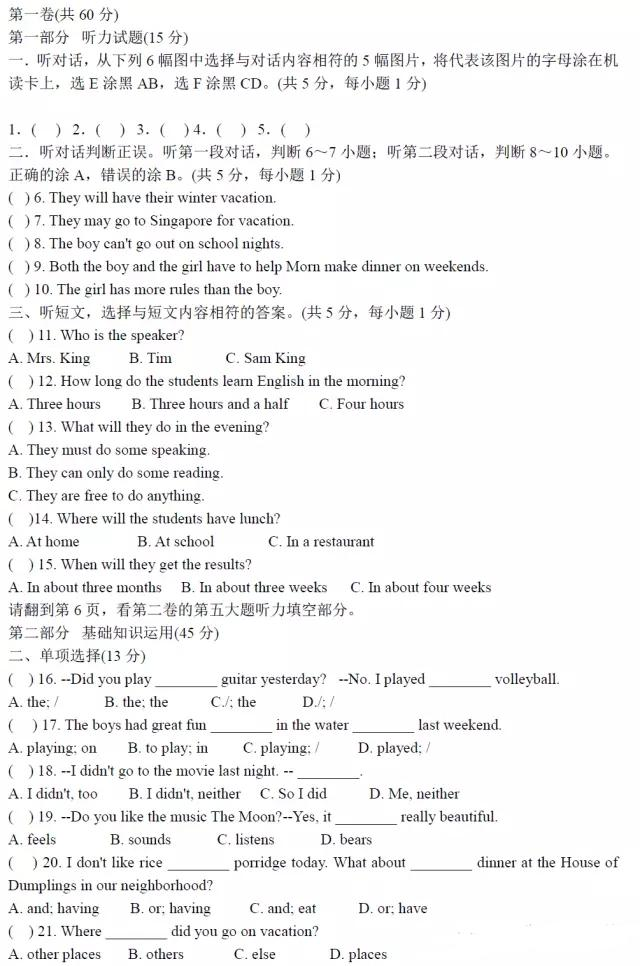 第一卷(共 60 分)
第一部分 听力试题(15 分)
一．听对话，从下列 6 幅图中选择与对话内容相符的 5 幅图片，将代表该图片的字母涂在机
读卡上，选 E 涂黑 AB，选 F 涂黑 CD。(共 5 分，每小题 1 分)
1．( ) 2．( ) 3．( ) 4．( ) 5．( )
二．听对话判断正误。听第一段对话，判断 6～7 小题；听第二段对话，判断 8～10 小题。
正确的涂 A，错误的涂 B。(共 5 分，每小题 1 分)
( ) 6. They will have their winter vacation.
( ) 7. They may go to Singapore for vacation.
( ) 8. The boy can't go out on school nights.
( ) 9. Both the boy and the girl have to help Morn make dinner on weekends.
( ) 10. The girl has more rules than the boy.
三、听短文，选择与短文内容相符的答案。(共 5 分，每小题 1 分)
( ) 11. Who is the speaker?
A. Mrs. King B. Tim C. Sam King
( ) 12. How long do the students learn English in the morning?
A. Three hours B. Three hours and a half C. Four hours
( ) 13. What will they do in the evening?
A. They must do some speaking.
B. They can only do some reading.
C. They are free to do anything.
( )14. Where will the students have lunch?
A. At home B. At school C. In a restaurant
( ) 15. When will they get the results?
A. In about three months B. In about three weeks C. In about four weeks
请翻到第 6 页，看第二卷的第五大题听力填空部分。
第二部分 基础知识运用(45 分)
二、单项选择(13 分)
( ) 16. --Did you play ________ guitar yesterday? --No. I played ________ volleyball.
A. the; / B. the; the C./; the D./; /
( ) 17. The boys had great fun ________ in the water ________ last weekend.
A. playing; on B. to play; in C. playing; / D. played; /
( ) 18. --I didn't go to the movie last night. -- ________.
A. I didn't, too B. I didn't, neither C. So I did D. Me, neither
( ) 19. --Do you like the music The Moon?--Yes, it ________ really beautiful.
A. feels B. sounds C. listens D. bears
( ) 20. I don't like rice ________ porridge today. What about ________ dinner at the House of
Dumplings in our neighborhood?
A. and; having B. or; having C. and; eat D. or; have
( ) 21. Where ________ did you go on vacation?
A. other places B. others C. else D. places